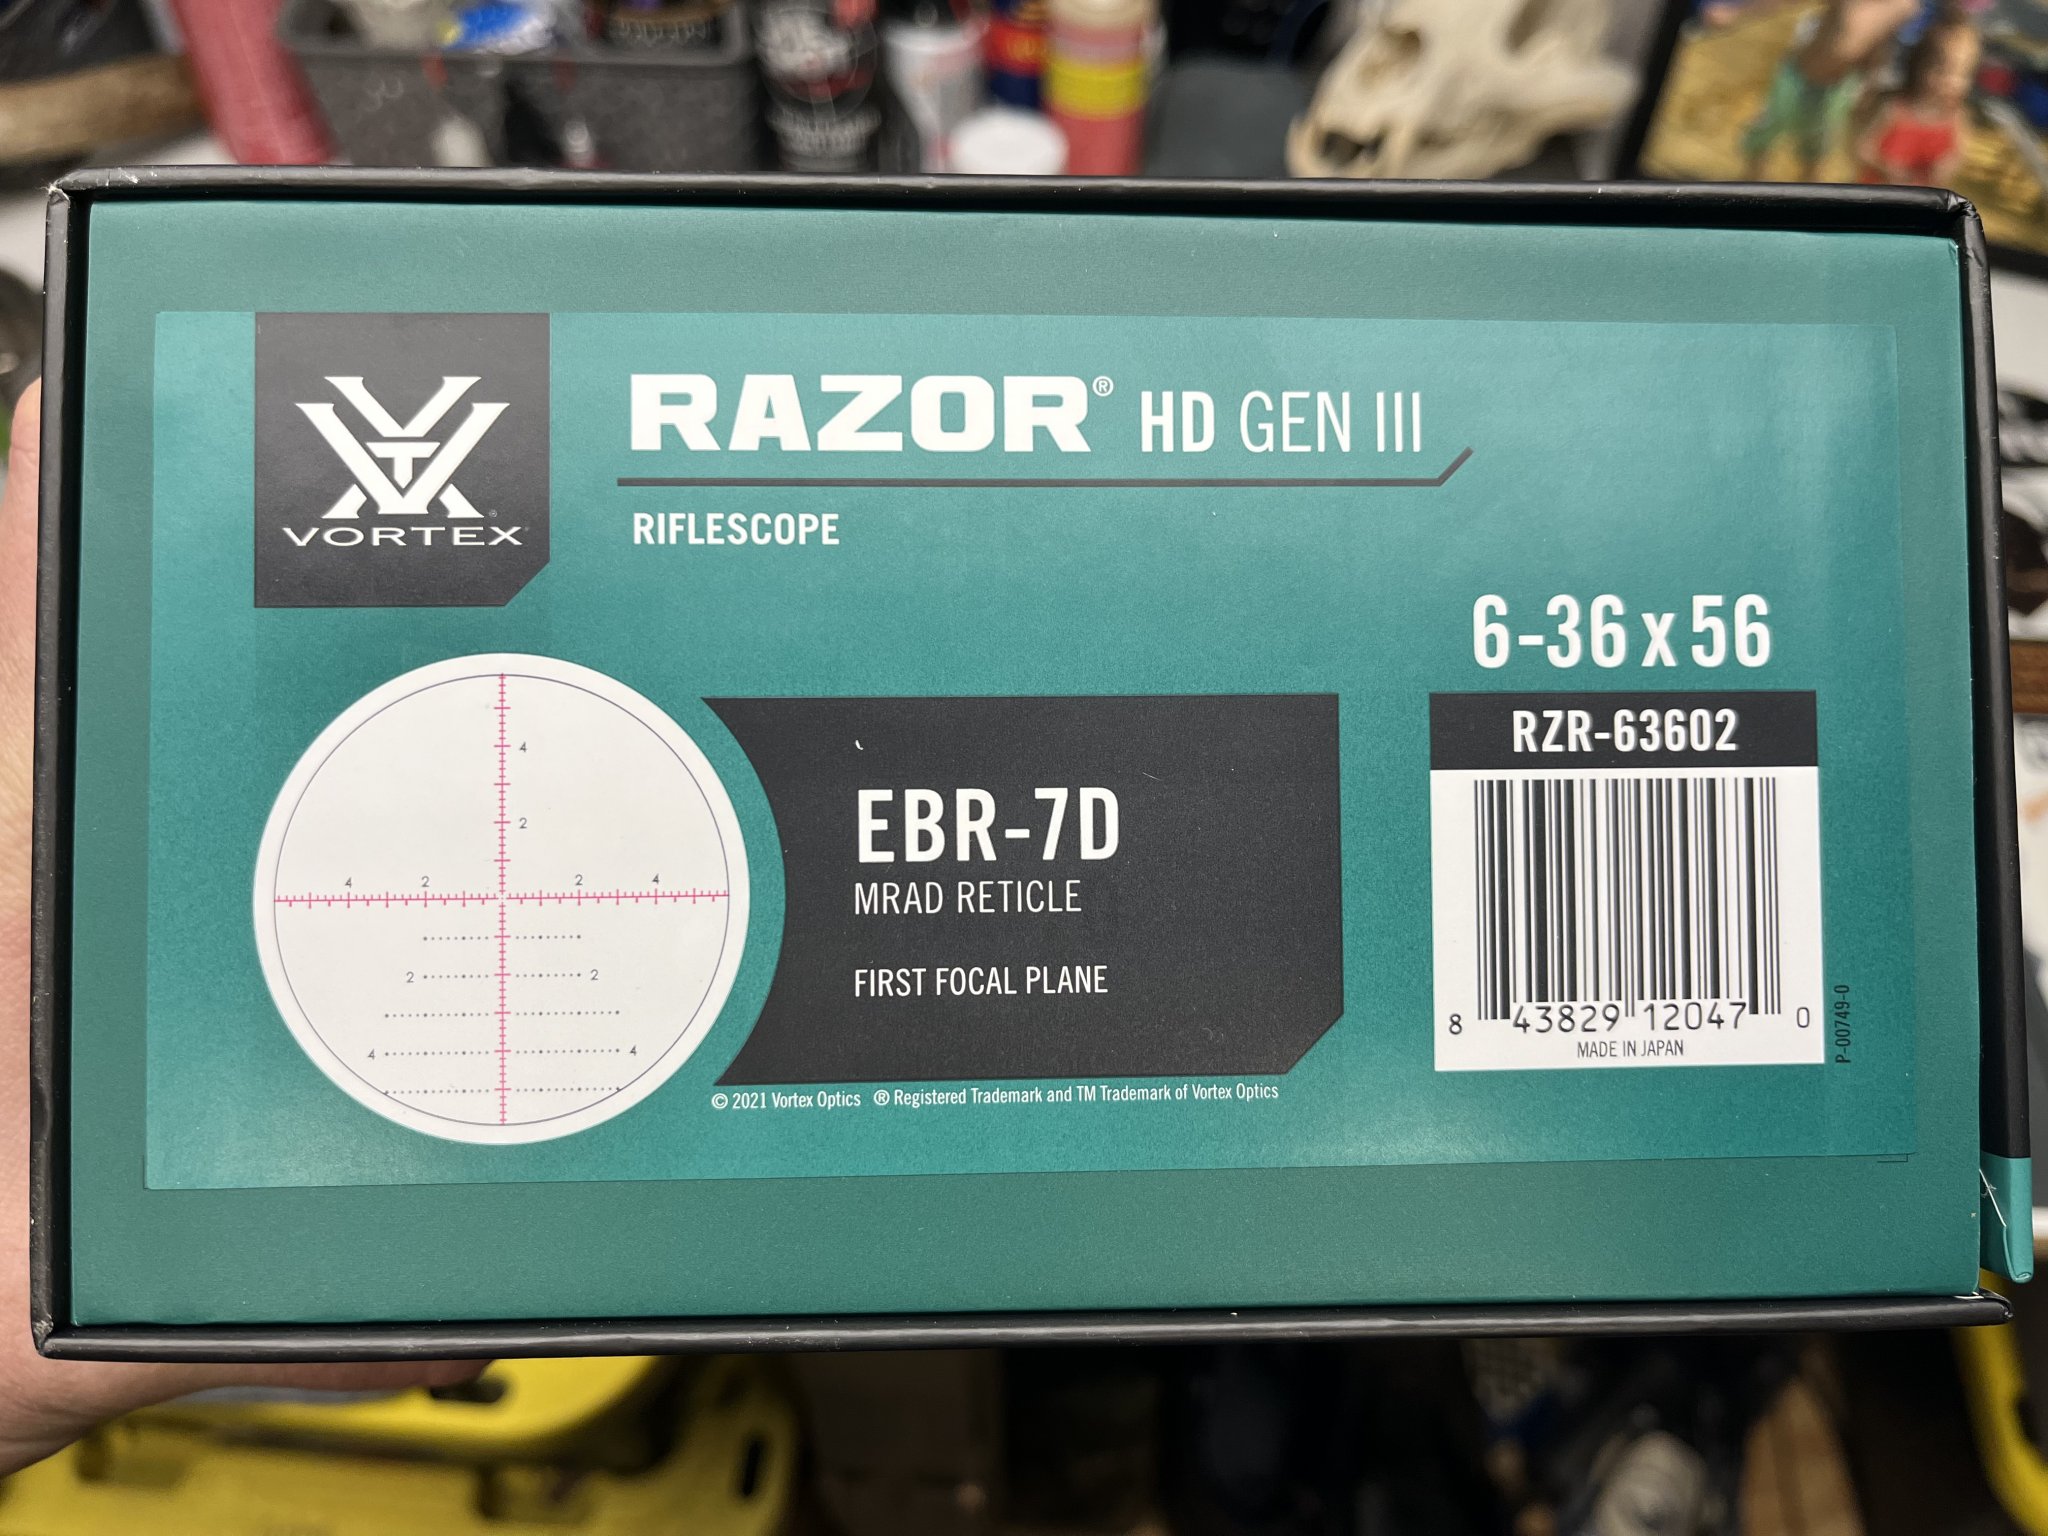 RAZOR® HD GEN III
VORTEX
RIFLESCOPE
6-36 x 56
RZR-63602
4
2
4 2 2 4
2 2
4 4
EBR-7D
MRAD RETICLE
FIRST FOCAL PLANE
8 43829 12047 0
MADE IN JAPAN
P-00749-0
© 2021 Vortex Optics ® Registered Trademark and TM Trademark of Vortex Optics